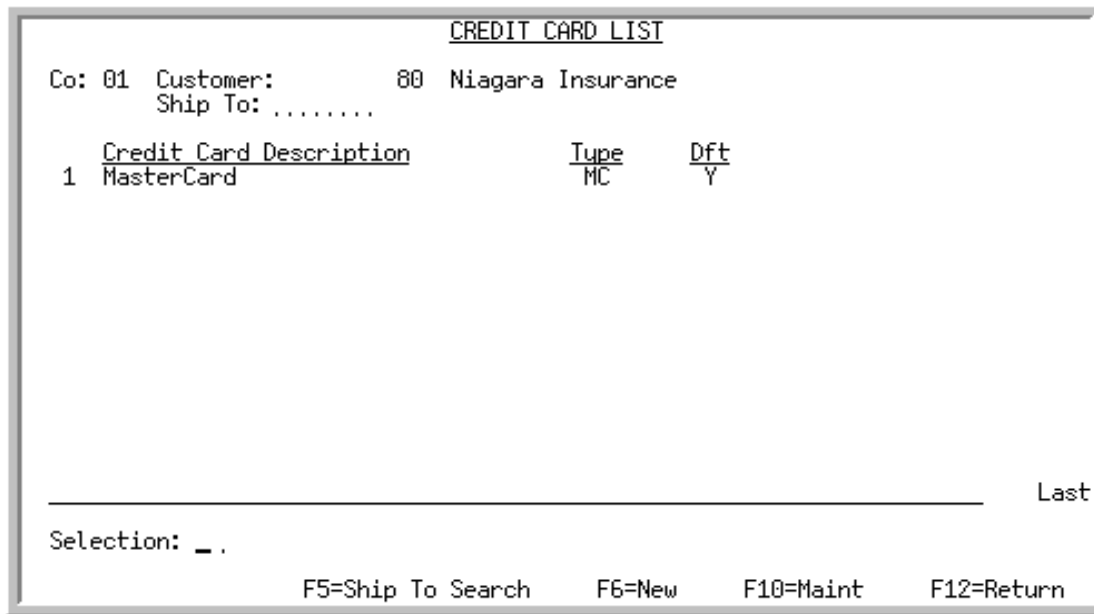 CREDIT CARD LIST
Co: 01 Customer: 80 Niagara Insurance
Ship To: ........
Credit Card Description Type Dft
1 MasterCard MC Y
Last
Selection: _ .
F5=Ship To Search F6=New F10=Maint F12=Return